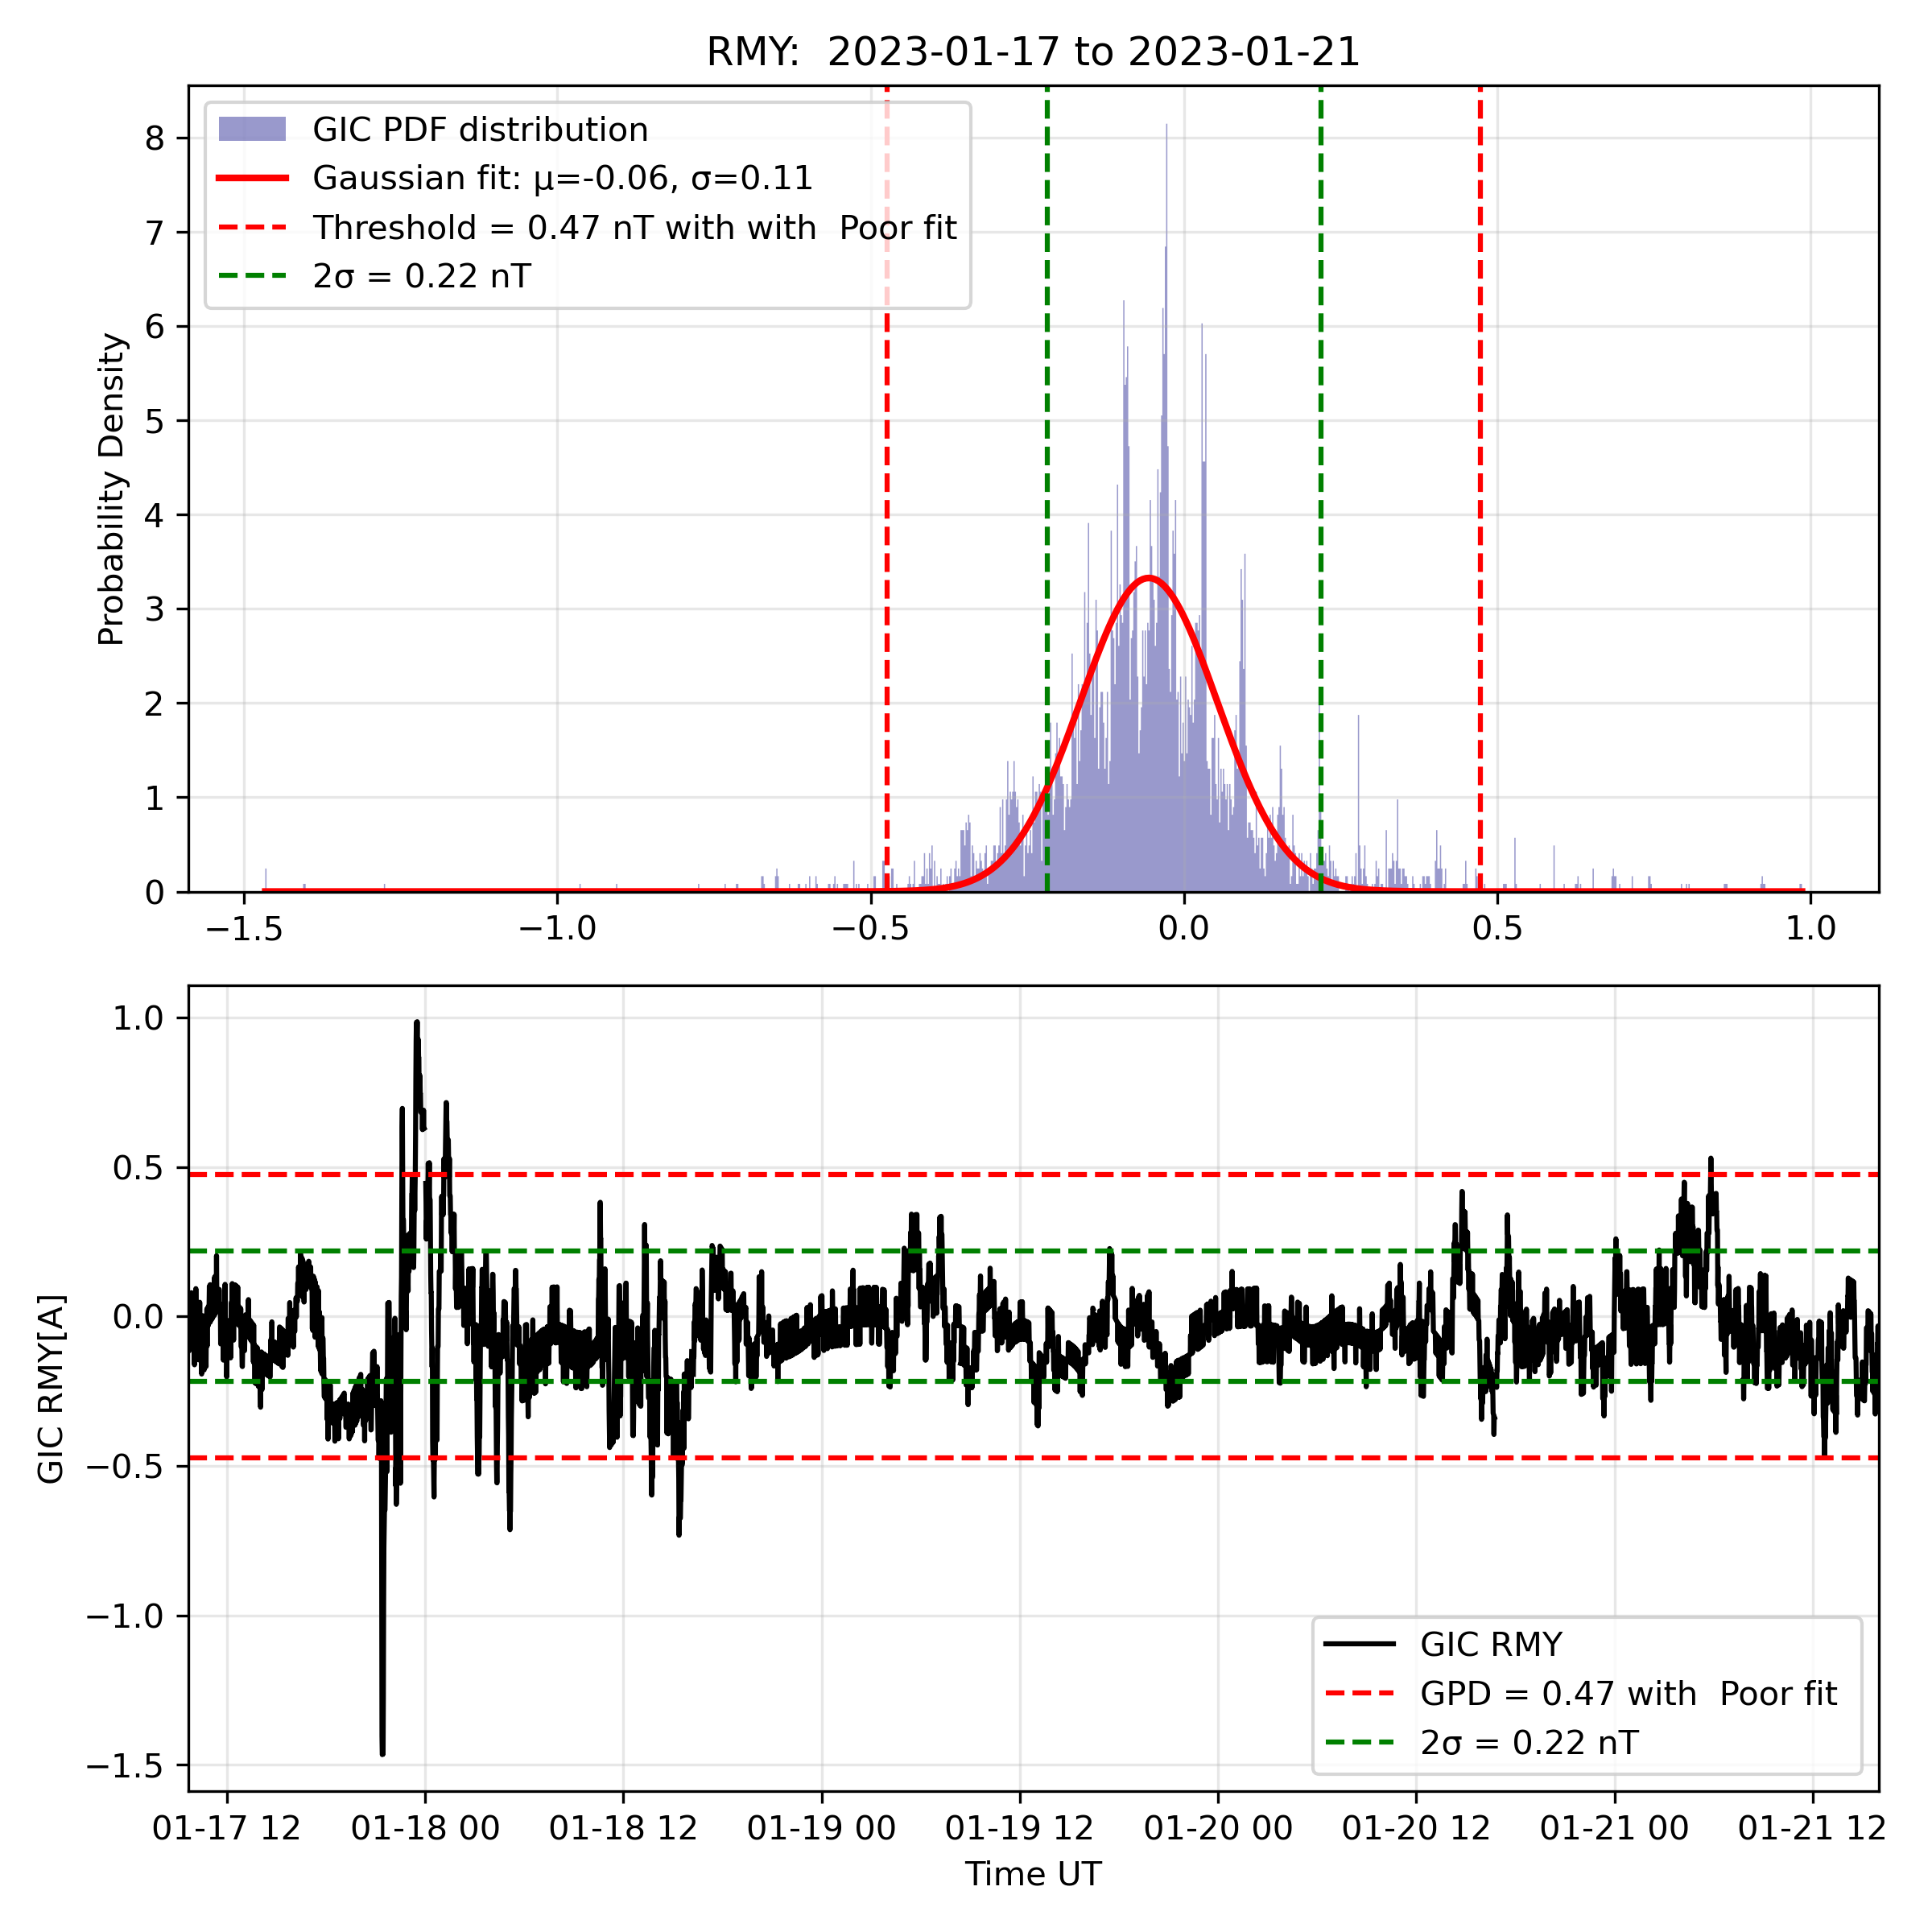 RMY:  2023-01-17 to 2023-01-21
GIC PDF distribution
Gaussian fit: μ=-0.06, σ=0.11
Threshold = 0.47 nT with with  Poor fit
2σ = 0.22 nT
Probability Density
8
7
6
5
4
3
2
1
0
−1.5 −1.0 −0.5 0.0 0.5 1.0
GIC RMY[A]
1.0
0.5
0.0
−0.5
−1.0
−1.5
GIC RMY
GPD = 0.47 with  Poor fit
2σ = 0.22 nT
01-17 12 01-18 00 01-18 12 01-19 00 01-19 12 01-20 00 01-20 12 01-21 00 01-21 12
Time UT